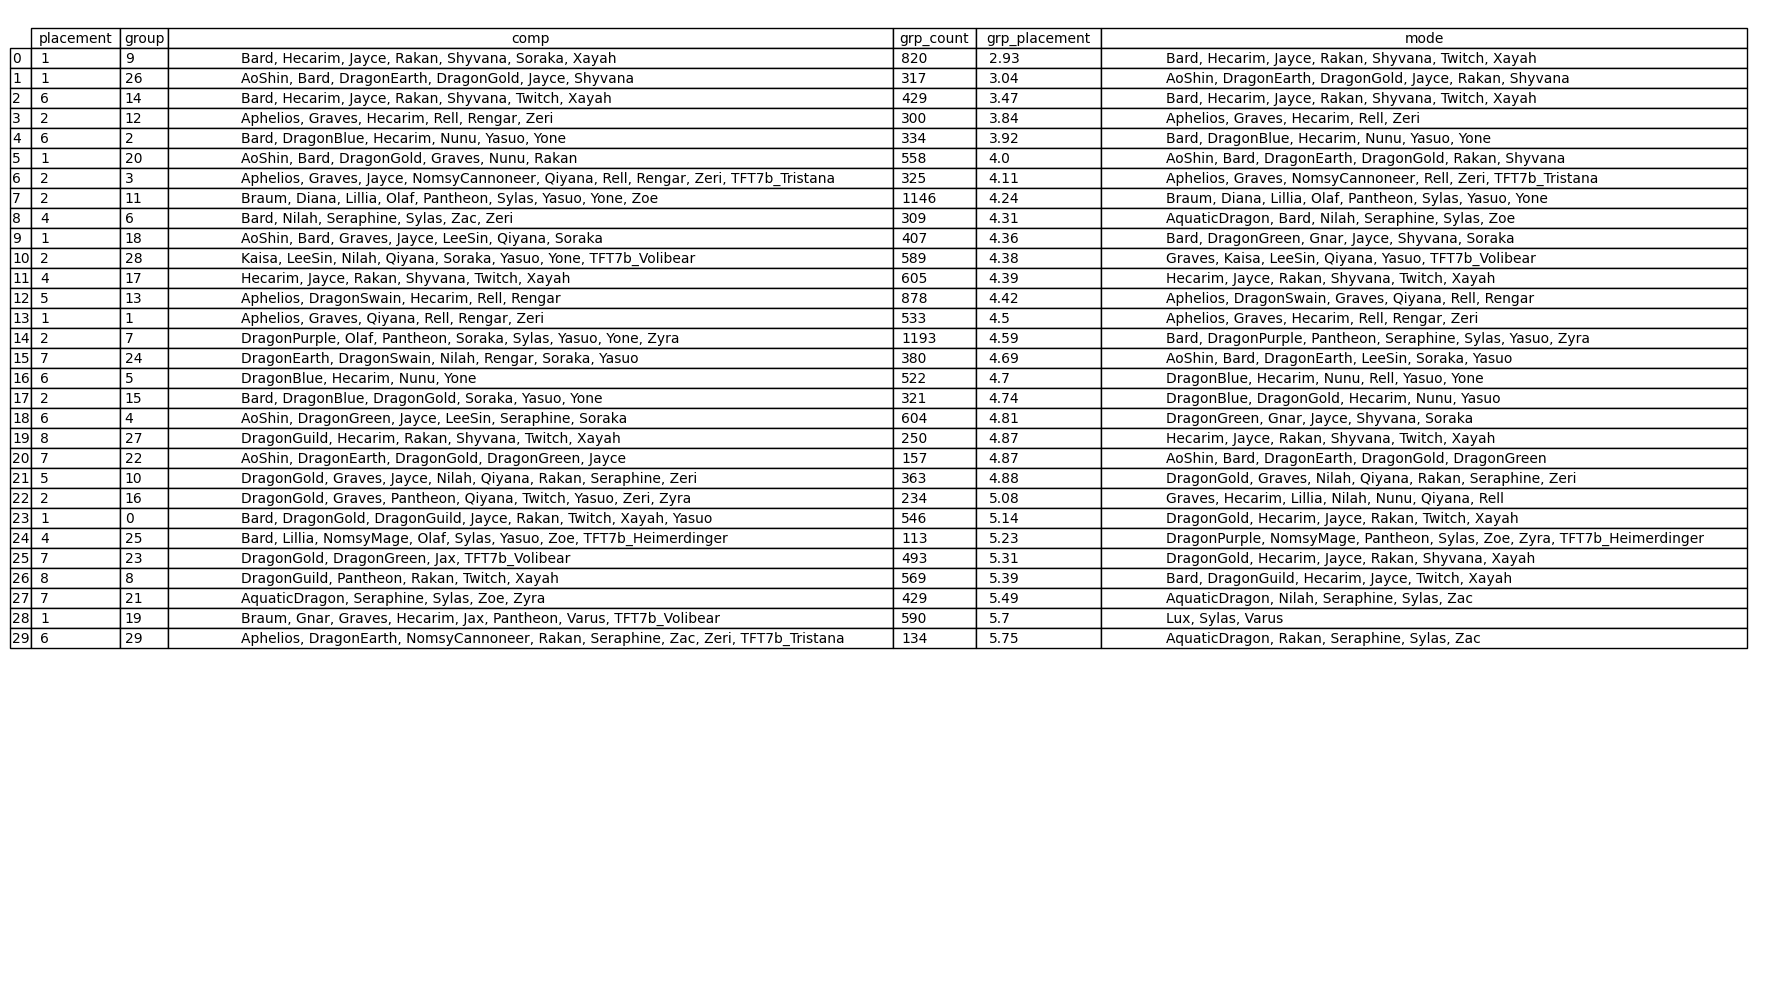 placement group comp grp_count grp_placement mode
0 1 9 Bard, Hecarim, Jayce, Rakan, Shyvana, Soraka, Xayah 820 2.93 Bard, Hecarim, Jayce, Rakan, Shyvana, Twitch, Xayah
1 1 26 AoShin, Bard, DragonEarth, DragonGold, Jayce, Shyvana 317 3.04 AoShin, DragonEarth, DragonGold, Jayce, Rakan, Shyvana
2 6 14 Bard, Hecarim, Jayce, Rakan, Shyvana, Twitch, Xayah 429 3.47 Bard, Hecarim, Jayce, Rakan, Shyvana, Twitch, Xayah
3 2 12 Aphelios, Graves, Hecarim, Rell, Rengar, Zeri 300 3.84 Aphelios, Graves, Hecarim, Rell, Zeri
4 6 2 Bard, DragonBlue, Hecarim, Nunu, Yasuo, Yone 334 3.92 Bard, DragonBlue, Hecarim, Nunu, Yasuo, Yone
5 1 20 AoShin, Bard, DragonGold, Graves, Nunu, Rakan 558 4.0 AoShin, Bard, DragonEarth, DragonGold, Rakan, Shyvana
6 2 3 Aphelios, Graves, Jayce, NomsyCannoneer, Qiyana, Rell, Rengar, Zeri, TFT7b_Tristana 325 4.11 Aphelios, Graves, NomsyCannoneer, Rell, Zeri, TFT7b_Tristana
7 2 11 Braum, Diana, Lillia, Olaf, Pantheon, Sylas, Yasuo, Yone, Zoe 1146 4.24 Braum, Diana, Lillia, Olaf, Pantheon, Sylas, Yasuo, Yone
8 4 6 Bard, Nilah, Seraphine, Sylas, Zac, Zeri 309 4.31 AquaticDragon, Bard, Nilah, Seraphine, Sylas, Zoe
9 1 18 AoShin, Bard, Graves, Jayce, LeeSin, Qiyana, Soraka 407 4.36 Bard, DragonGreen, Gnar, Jayce, Shyvana, Soraka
10 2 28 Kaisa, LeeSin, Nilah, Qiyana, Soraka, Yasuo, Yone, TFT7b_Volibear 589 4.38 Graves, Kaisa, LeeSin, Qiyana, Yasuo, TFT7b_Volibear
11 4 17 Hecarim, Jayce, Rakan, Shyvana, Twitch, Xayah 605 4.39 Hecarim, Jayce, Rakan, Shyvana, Twitch, Xayah
12 5 13 Aphelios, DragonSwain, Hecarim, Rell, Rengar 878 4.42 Aphelios, DragonSwain, Graves, Qiyana, Rell, Rengar
13 1 1 Aphelios, Graves, Qiyana, Rell, Rengar, Zeri 533 4.5 Aphelios, Graves, Hecarim, Rell, Rengar, Zeri
14 2 7 DragonPurple, Olaf, Pantheon, Soraka, Sylas, Yasuo, Yone, Zyra 1193 4.59 Bard, DragonPurple, Pantheon, Seraphine, Sylas, Yasuo, Zyra
15 7 24 DragonEarth, DragonSwain, Nilah, Rengar, Soraka, Yasuo 380 4.69 AoShin, Bard, DragonEarth, LeeSin, Soraka, Yasuo
16 6 5 DragonBlue, Hecarim, Nunu, Yone 522 4.7 DragonBlue, Hecarim, Nunu, Rell, Yasuo, Yone
17 2 15 Bard, DragonBlue, DragonGold, Soraka, Yasuo, Yone 321 4.74 DragonBlue, DragonGold, Hecarim, Nunu, Yasuo
18 6 4 AoShin, DragonGreen, Jayce, LeeSin, Seraphine, Soraka 604 4.81 DragonGreen, Gnar, Jayce, Shyvana, Soraka
19 8 27 DragonGuild, Hecarim, Rakan, Shyvana, Twitch, Xayah 250 4.87 Hecarim, Jayce, Rakan, Shyvana, Twitch, Xayah
20 7 22 AoShin, DragonEarth, DragonGold, DragonGreen, Jayce 157 4.87 AoShin, Bard, DragonEarth, DragonGold, DragonGreen
21 5 10 DragonGold, Graves, Jayce, Nilah, Qiyana, Rakan, Seraphine, Zeri 363 4.88 DragonGold, Graves, Nilah, Qiyana, Rakan, Seraphine, Zeri
22 2 16 DragonGold, Graves, Pantheon, Qiyana, Twitch, Yasuo, Zeri, Zyra 234 5.08 Graves, Hecarim, Lillia, Nilah, Nunu, Qiyana, Rell
23 1 0 Bard, DragonGold, DragonGuild, Jayce, Rakan, Twitch, Xayah, Yasuo 546 5.14 DragonGold, Hecarim, Jayce, Rakan, Twitch, Xayah
24 4 25 Bard, Lillia, NomsyMage, Olaf, Sylas, Yasuo, Zoe, TFT7b_Heimerdinger 113 5.23 DragonPurple, NomsyMage, Pantheon, Sylas, Zoe, Zyra, TFT7b_Heimerdinger
25 7 23 DragonGold, DragonGreen, Jax, TFT7b_Volibear 493 5.31 DragonGold, Hecarim, Jayce, Rakan, Shyvana, Xayah
26 8 8 DragonGuild, Pantheon, Rakan, Twitch, Xayah 569 5.39 Bard, DragonGuild, Hecarim, Jayce, Twitch, Xayah
27 7 21 AquaticDragon, Seraphine, Sylas, Zoe, Zyra 429 5.49 AquaticDragon, Nilah, Seraphine, Sylas, Zac
28 1 19 Braum, Gnar, Graves, Hecarim, Jax, Pantheon, Varus, TFT7b_Volibear 590 5.7 Lux, Sylas, Varus
29 6 29 Aphelios, DragonEarth, NomsyCannoneer, Rakan, Seraphine, Zac, Zeri, TFT7b_Tristana 134 5.75 AquaticDragon, Rakan, Seraphine, Sylas, Zac